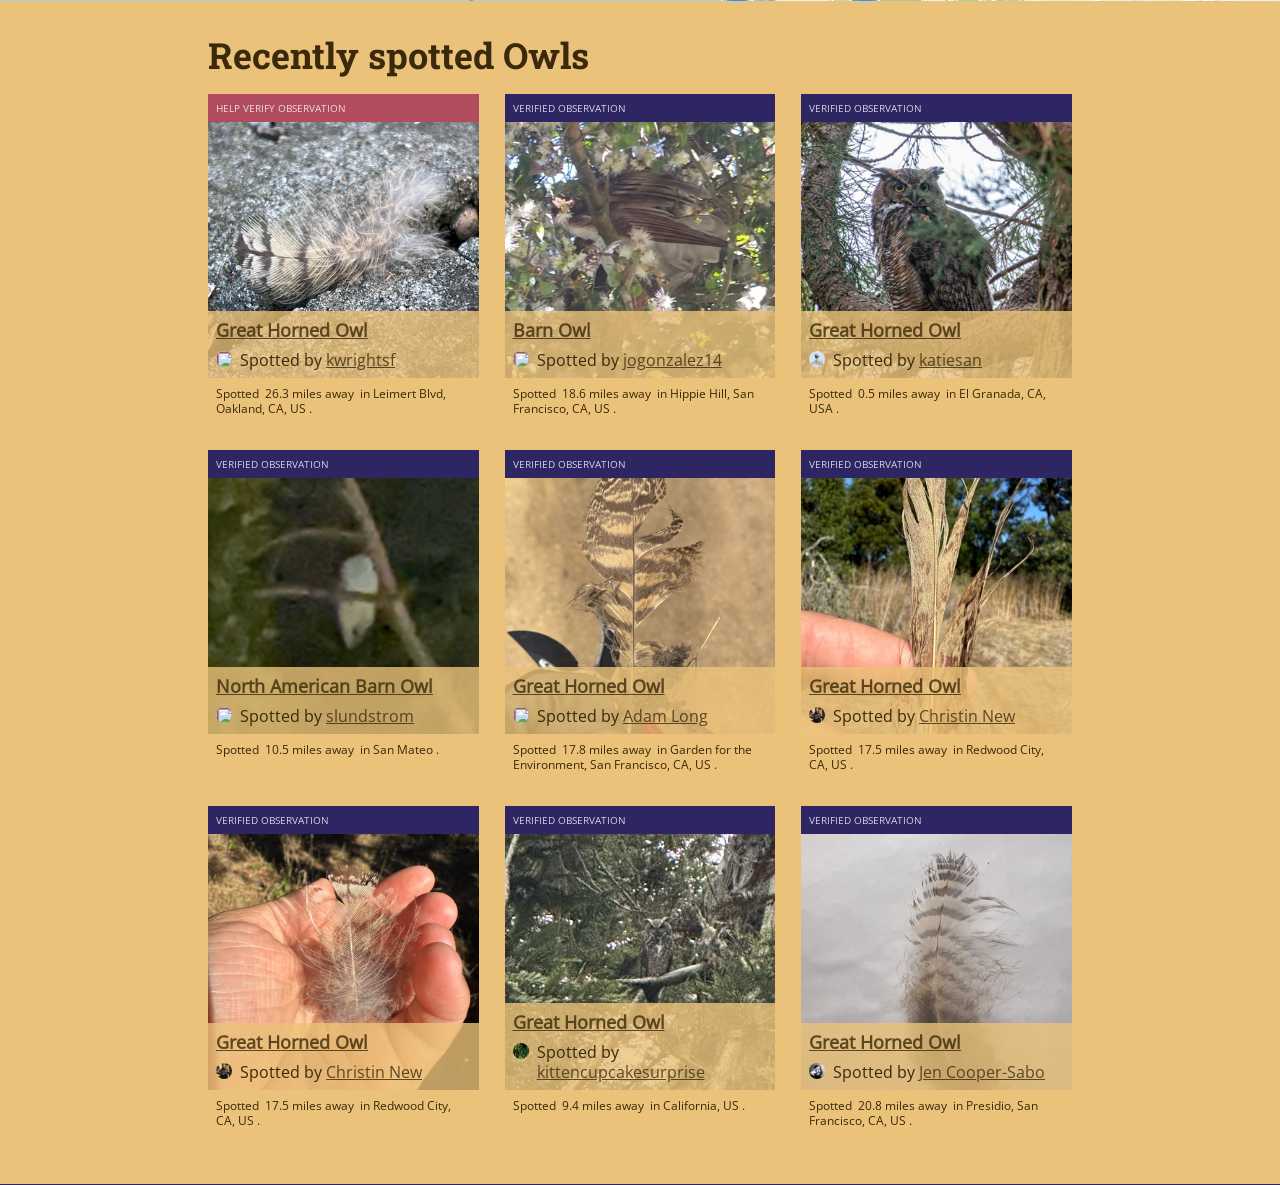 Recently spotted Owls
HELP VERIFY OBSERVATION
Great Horned Owl
Spotted by kwrightsf
Spotted 26.3 miles away in Leimert Blvd,
Oakland, CA, US .
VERIFIED OBSERVATION
Barn Owl
Spotted by jogonzalez14
Spotted 18.6 miles away in Hippie Hill, San
Francisco, CA, US .
VERIFIED OBSERVATION
Great Horned Owl
Spotted by katiesan
Spotted 0.5 miles away in El Granada, CA,
USA .
VERIFIED OBSERVATION
North American Barn Owl
Spotted by slundstrom
Spotted 10.5 miles away in San Mateo .
VERIFIED OBSERVATION
Great Horned Owl
Spotted by Adam Long
Spotted 17.8 miles away in Garden for the
Environment, San Francisco, CA, US .
VERIFIED OBSERVATION
Great Horned Owl
Spotted by Christin New
Spotted 17.5 miles away in Redwood City,
CA, US .
VERIFIED OBSERVATION
Great Horned Owl
Spotted by Christin New
Spotted 17.5 miles away in Redwood City,
CA, US .
VERIFIED OBSERVATION
Great Horned Owl
Spotted by
kittencupcakesurprise
Spotted 9.4 miles away in California, US .
VERIFIED OBSERVATION
Great Horned Owl
Spotted by Jen Cooper-Sabo
Spotted 20.8 miles away in Presidio, San
Francisco, CA, US .